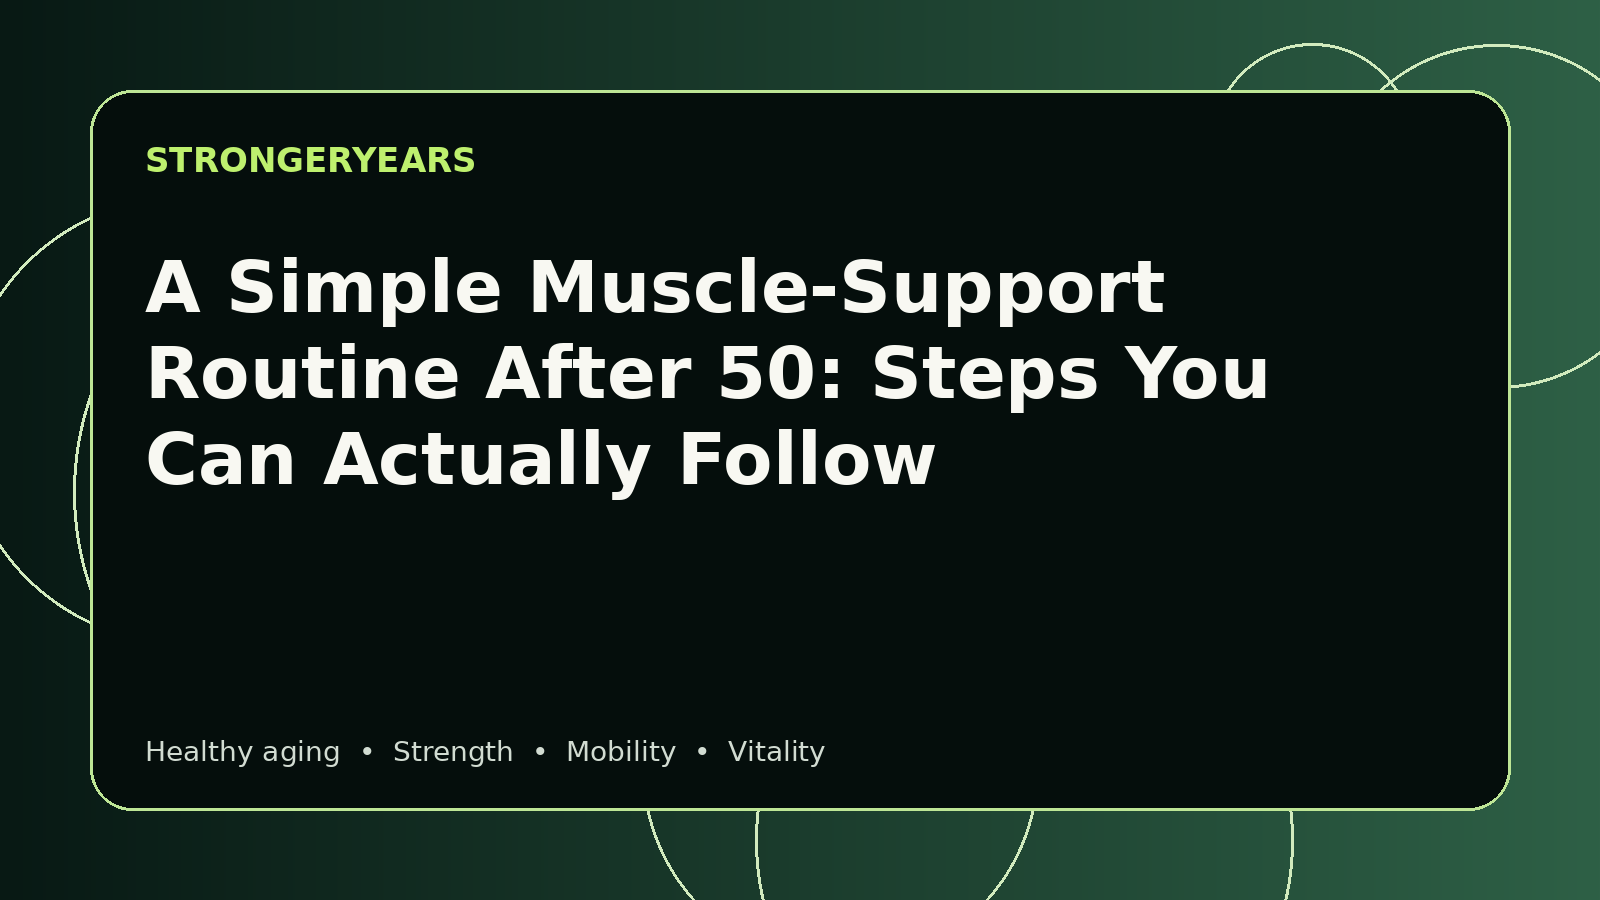 STRONGERYEARS
A Simple Muscle-Support
Routine After 50: Steps You
Can Actually Follow
Healthy aging • Strength • Mobility • Vitality